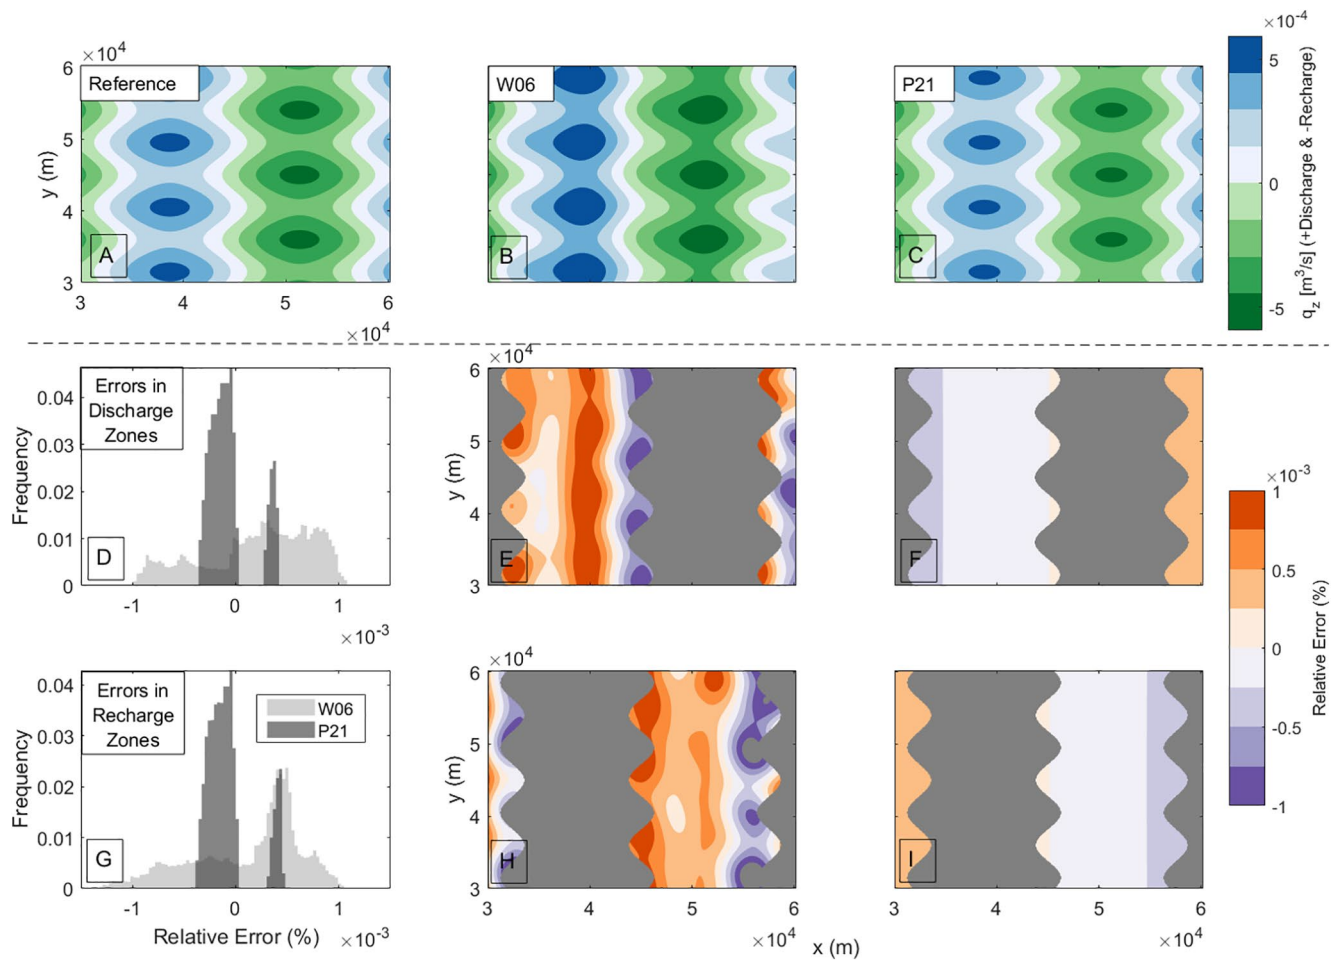 ×10⁴
6
Reference
5
y (m)
4
A
3
3
4
5
6
×10⁴
W06
B
P21
C
×10⁻⁴
5
0
-5
q_z [m³/s] (+Discharge & -Recharge)
Errors in
Discharge
Zones
0.04
0.03
0.02
0.01
0
Frequency
D
-1
0
1
×10⁻³
×10⁴
6
5
4
3
y (m)
E
F
×10⁻³
1
0.5
0
-0.5
-1
Relative Error (%)
Errors in
Recharge
Zones
W06
P21
0.04
0.03
0.02
0.01
0
Frequency
G
-1
0
1
Relative Error (%)
×10⁻³
×10⁴
6
5
4
3
y (m)
H
3
4
5
6
×10⁴
x (m)
I
3
4
5
6
×10⁴